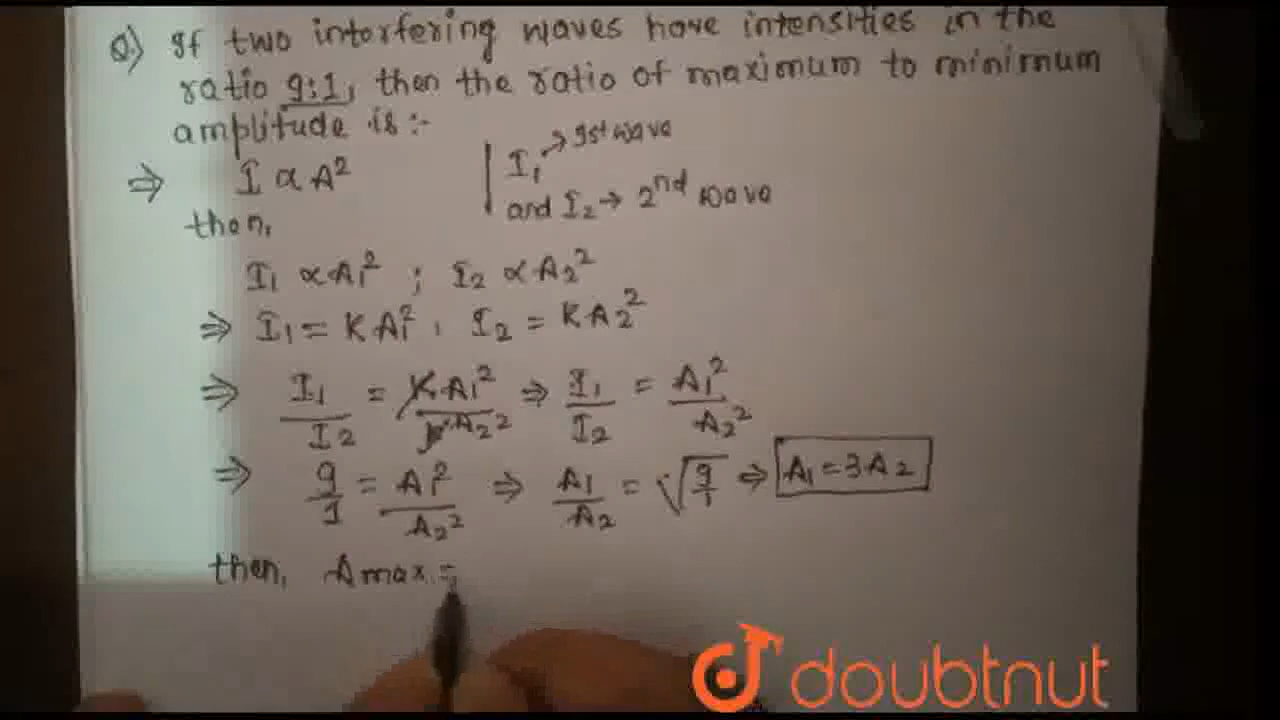 Q) If two interfering waves have intensities in the
ratio 9:1, then the ratio of maximum to minimum
amplitude is :-
⇒ I ∝ A² | I₁ → Ist wave
then, and I₂ → 2nd wave
I₁ ∝ A₁² ; I₂ ∝ A₂²
⇒ I₁ = KA₁² , I₂ = KA₂²
⇒ I₁/I₂ = KA₁²/KA₂² ⇒ I₁/I₂ = A₁²/A₂²
⇒ 9/1 = A₁²/A₂² ⇒ A₁/A₂ = √9/1 ⇒ A₁ = 3A₂
then, Amax =
doubtnut